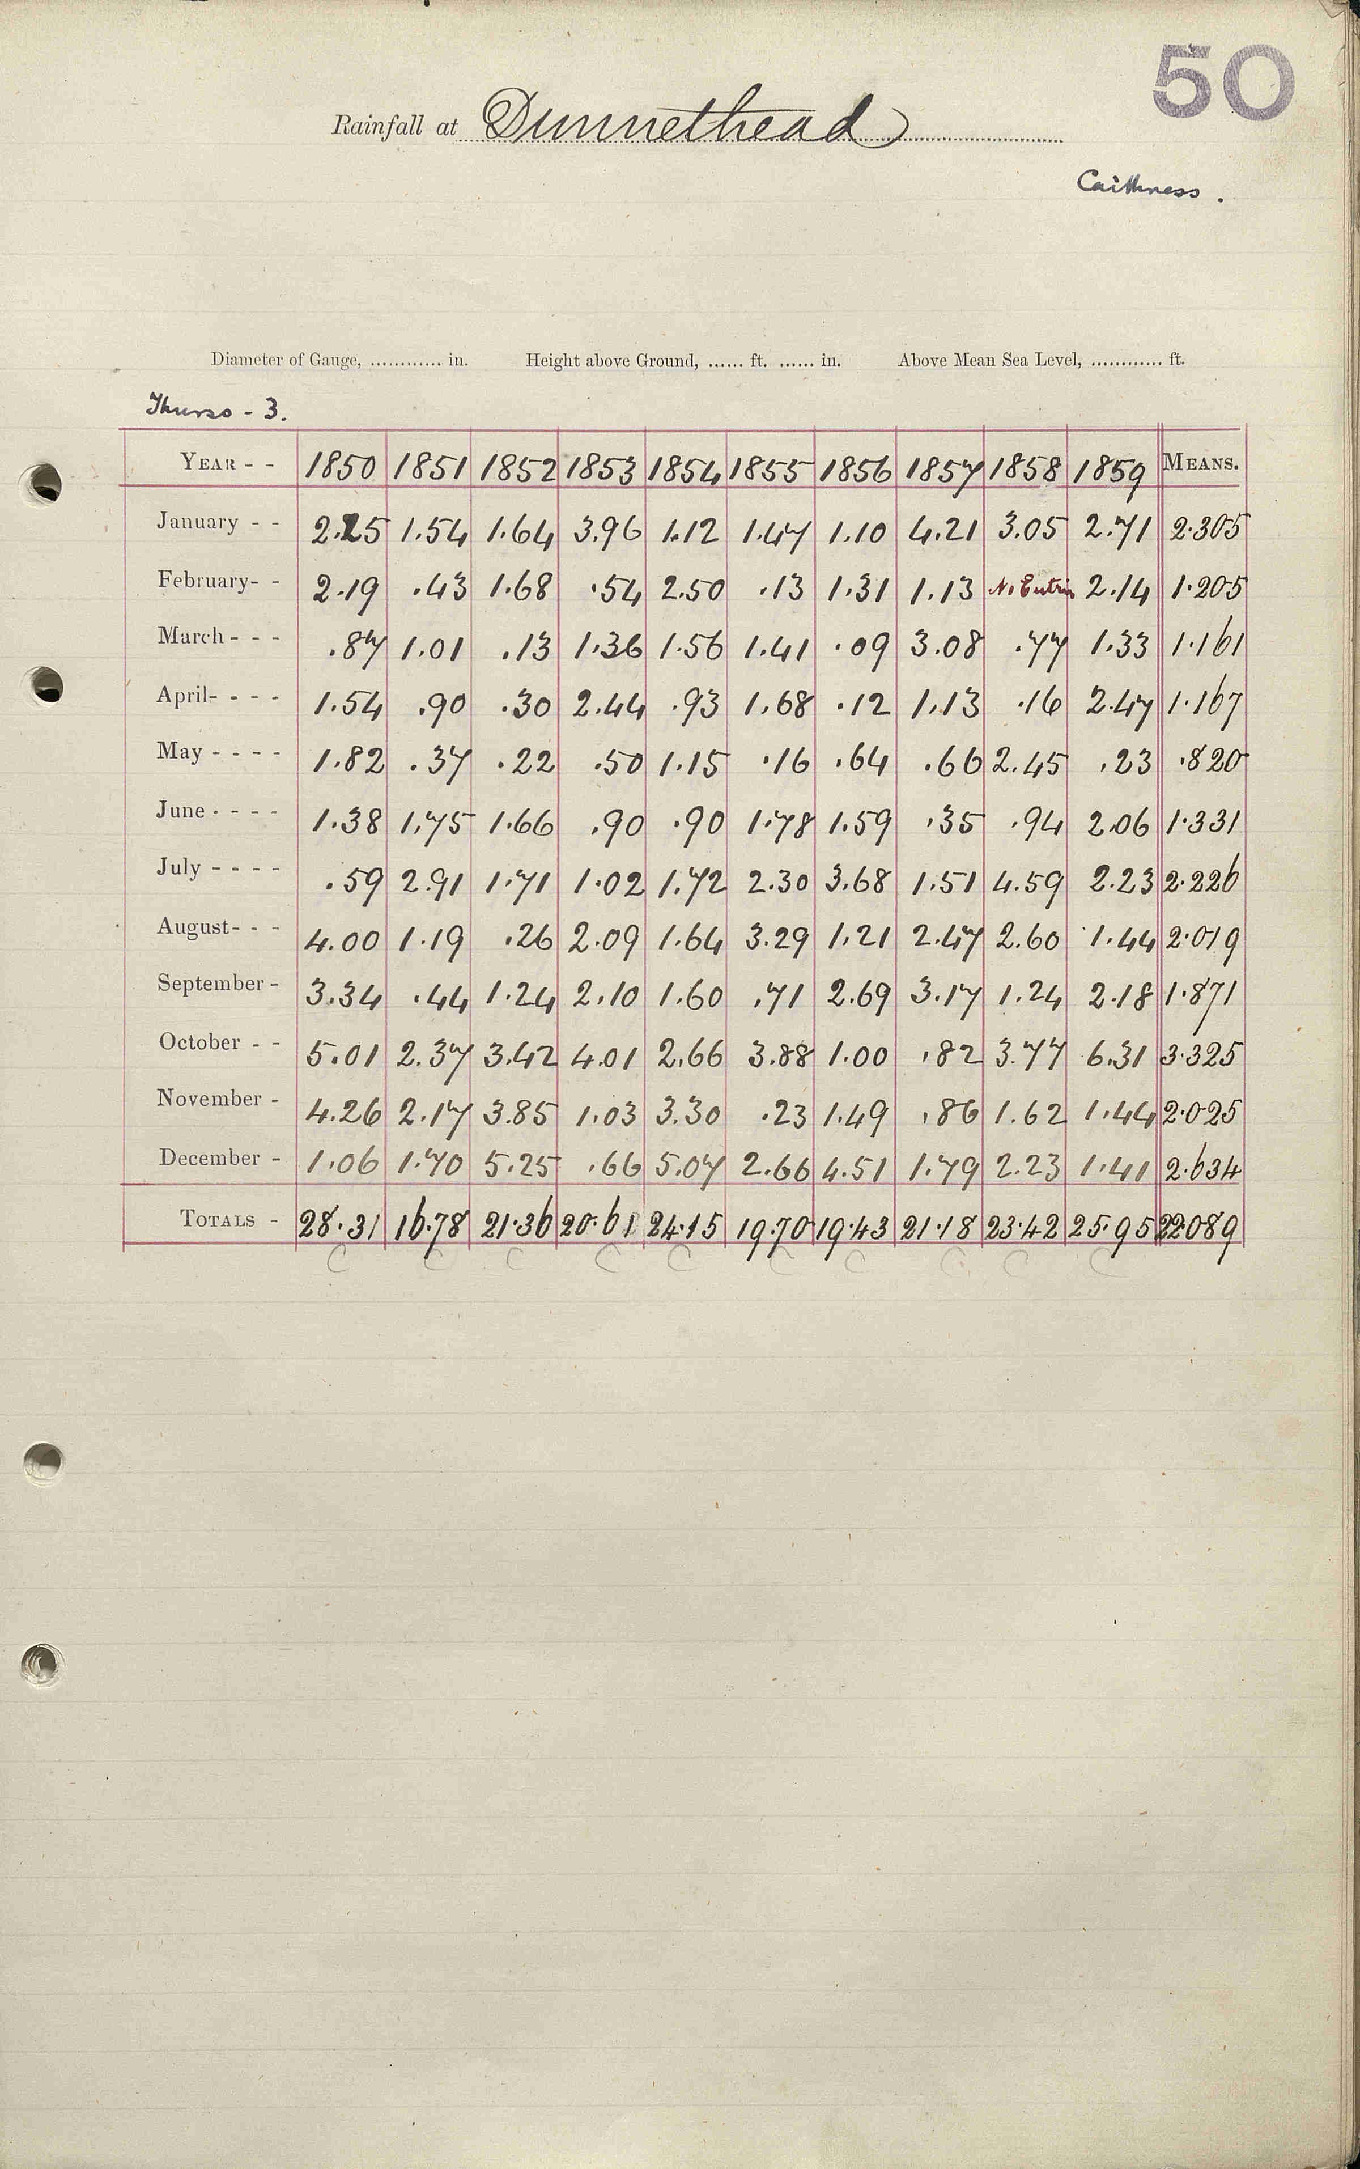 50
Rainfall at Dunnethead
Caithness.
Diameter of Gauge, ............ in. Height above Ground, ...... ft. ...... in. Above Mean Sea Level, ............ ft.
Thurso - 3.
YEAR - - 1850 1851 1852 1853 1854 1855 1856 1857 1858 1859 MEANS.
January - - 2.25 1.54 1.64 3.96 1.12 1.47 1.10 4.21 3.05 2.71 2.305
February- - 2.19 .43 1.68 .54 2.50 .13 1.31 1.13 No Entries 2.14 1.205
March - - - .87 1.01 .13 1.36 1.56 1.41 .09 3.08 .77 1.33 1.161
April- - - - 1.54 .90 .30 2.44 .93 1.68 .12 1.13 .16 2.47 1.167
May - - - - 1.82 .37 .22 .50 1.15 .16 .64 .66 2.45 .23 .820
June - - - - 1.38 1.75 1.66 .90 .90 1.78 1.59 .35 .94 2.06 1.331
July - - - - .59 2.91 1.71 1.02 1.72 2.30 3.68 1.51 4.59 2.23 2.226
August- - - 4.00 1.19 .26 2.09 1.64 3.29 1.21 2.47 2.60 1.44 2.019
September - 3.34 .44 1.24 2.10 1.60 .71 2.69 3.17 1.24 2.18 1.871
October - - 5.01 2.37 3.42 4.01 2.66 3.88 1.00 .82 3.77 6.31 3.325
November - 4.26 2.17 3.85 1.03 3.30 .23 1.49 .86 1.62 1.44 2.025
December - 1.06 1.70 5.25 .66 5.07 2.66 4.51 1.79 2.23 1.41 2.634
TOTALS - 28.31 16.78 21.36 20.61 24.15 19.70 19.43 21.18 23.42 25.95 22.089
C C C C C C C C C C